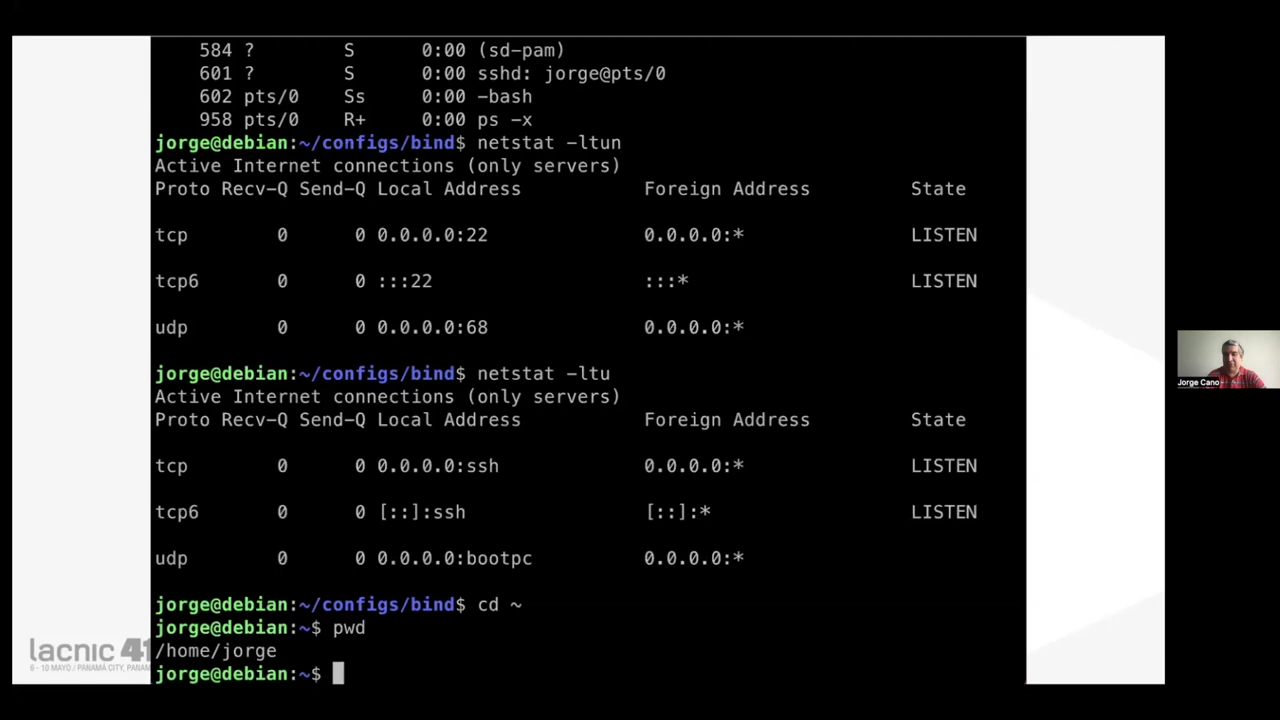 584 ? S 0:00 (sd-pam)
601 ? S 0:00 sshd: jorge@pts/0
602 pts/0 Ss 0:00 -bash
958 pts/0 R+ 0:00 ps -x
jorge@debian:~/configs/bind$ netstat -ltun
Active Internet connections (only servers)
Proto Recv-Q Send-Q Local Address Foreign Address State
tcp 0 0 0.0.0.0:22 0.0.0.0:* LISTEN
tcp6 0 0 :::22 :::* LISTEN
udp 0 0 0.0.0.0:68 0.0.0.0:*
jorge@debian:~/configs/bind$ netstat -ltu
Active Internet connections (only servers)
Proto Recv-Q Send-Q Local Address Foreign Address State
tcp 0 0 0.0.0.0:ssh 0.0.0.0:* LISTEN
tcp6 0 0 [::]:ssh [::]:* LISTEN
udp 0 0 0.0.0.0:bootpc 0.0.0.0:*
jorge@debian:~/configs/bind$ cd ~
jorge@debian:~$ pwd
/home/jorge
jorge@debian:~$
lacnic 41
6 - 10 MAYO / PANAMÁ CITY, PANAM
Jorge Cano